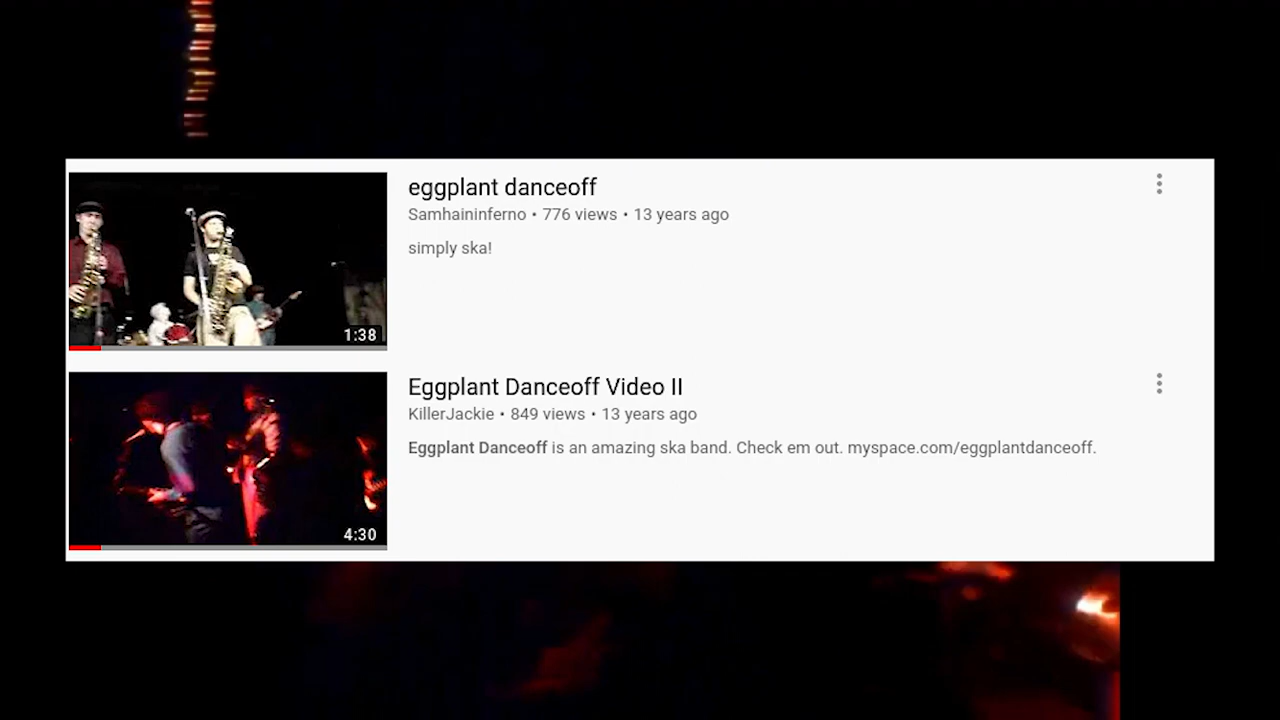 eggplant danceoff
Samhaininferno • 776 views • 13 years ago
simply ska!
1:38
Eggplant Danceoff Video II
KillerJackie • 849 views • 13 years ago
Eggplant Danceoff is an amazing ska band. Check em out. myspace.com/eggplantdanceoff.
4:30